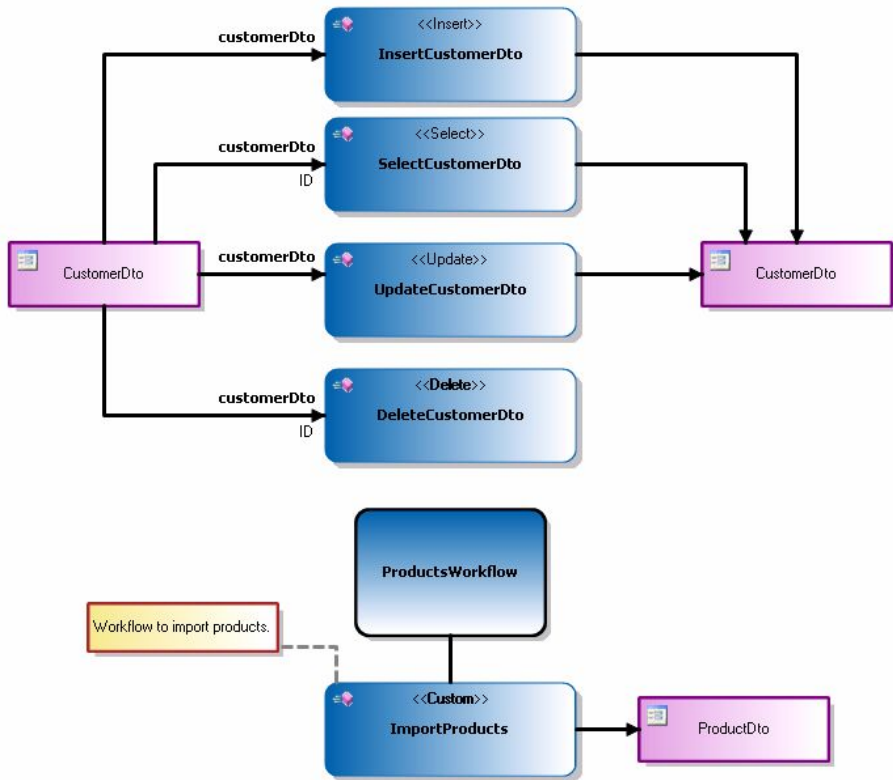 <<Insert>>
customerDto
InsertCustomerDto
<<Select>>
customerDto
SelectCustomerDto
ID
CustomerDto
<<Update>>
customerDto
UpdateCustomerDto
CustomerDto
<<Delete>>
customerDto
DeleteCustomerDto
ID
ProductsWorkflow
Workflow to import products.
<<Custom>>
ImportProducts
ProductDto